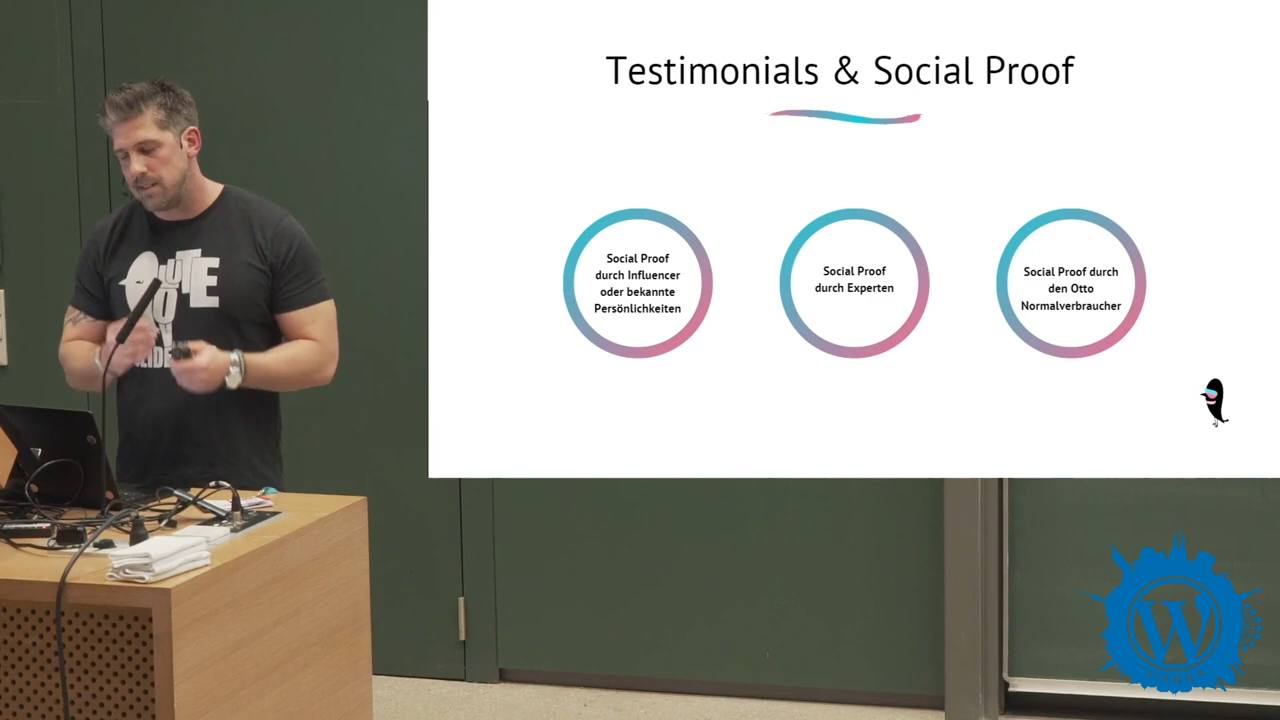 Testimonials & Social Proof
Social Proof
durch Influencer
oder bekannte
Persönlichkeiten
Social Proof
durch Experten
Social Proof durch
den Otto
Normalverbraucher
W